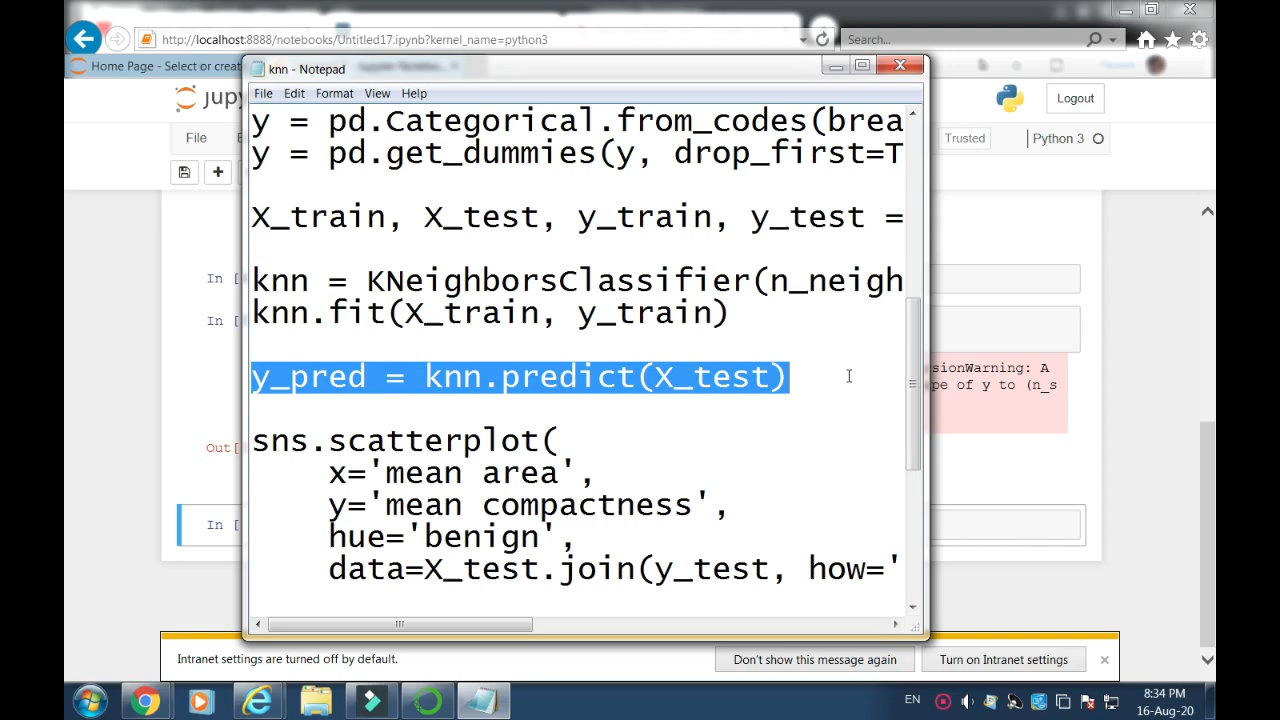 http://localhost:8888/notebooks/Untitled17.ipynb?kernel_name=python3
Search...
Home Page - Select or creat
knn - Notepad
File Edit Format View Help
jupy
Logout
File
Trusted
Python 3
y = pd.Categorical.from_codes(brea
y = pd.get_dummies(y, drop_first=T
X_train, X_test, y_train, y_test =
knn = KNeighborsClassifier(n_neigh
knn.fit(X_train, y_train)
y_pred = knn.predict(X_test)
sns.scatterplot(
x='mean area',
y='mean compactness',
hue='benign',
data=X_test.join(y_test, how='
In [
In [
sionWarning: A
pe of y to (n_s
Out[
In [
Intranet settings are turned off by default.
Don't show this message again
Turn on Intranet settings
EN
8:34 PM
16-Aug-20